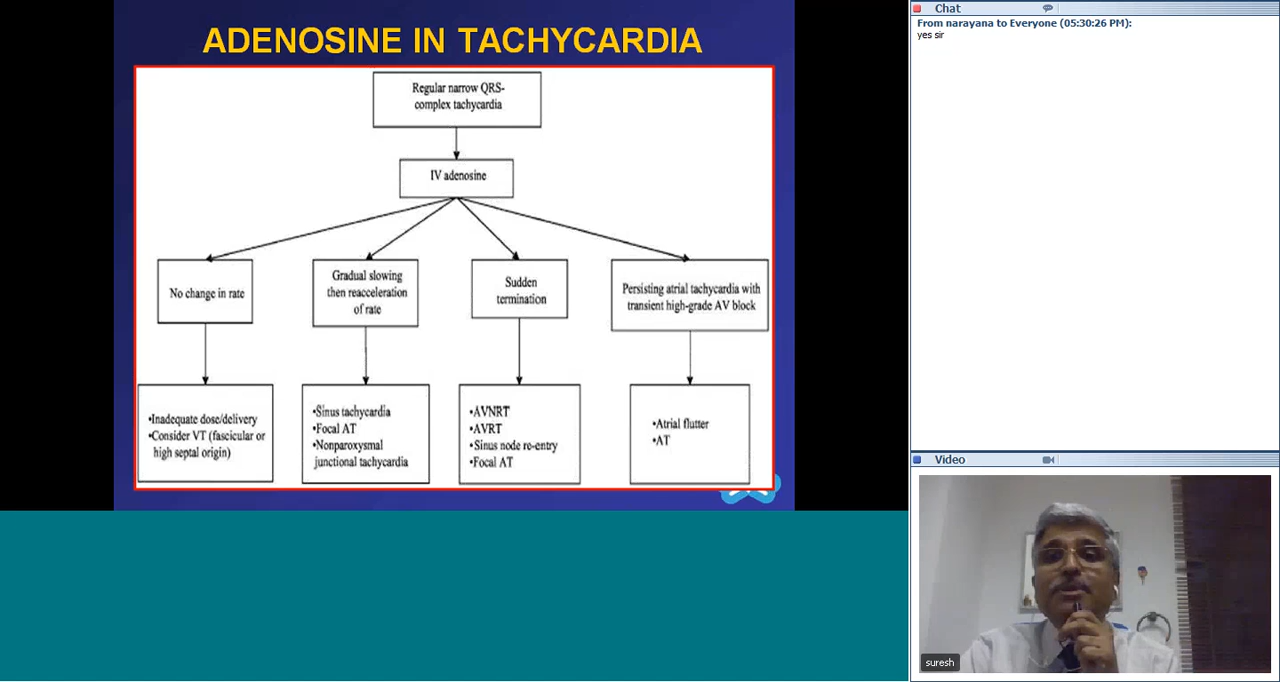 ADENOSINE IN TACHYCARDIA
Regular narrow QRS-
complex tachycardia
IV adenosine
No change in rate
Gradual slowing
then reacceleration
of rate
Sudden
termination
Persisting atrial tachycardia with
transient high-grade AV block
•Inadequate dose/delivery
•Consider VT (fascicular or
high septal origin)
•Sinus tachycardia
•Focal AT
•Nonparoxysmal
junctional tachycardia
•AVNRT
•AVRT
•Sinus node re-entry
•Focal AT
•Atrial flutter
•AT
Chat
From narayana to Everyone (05:30:26 PM):
yes sir
Video
suresh